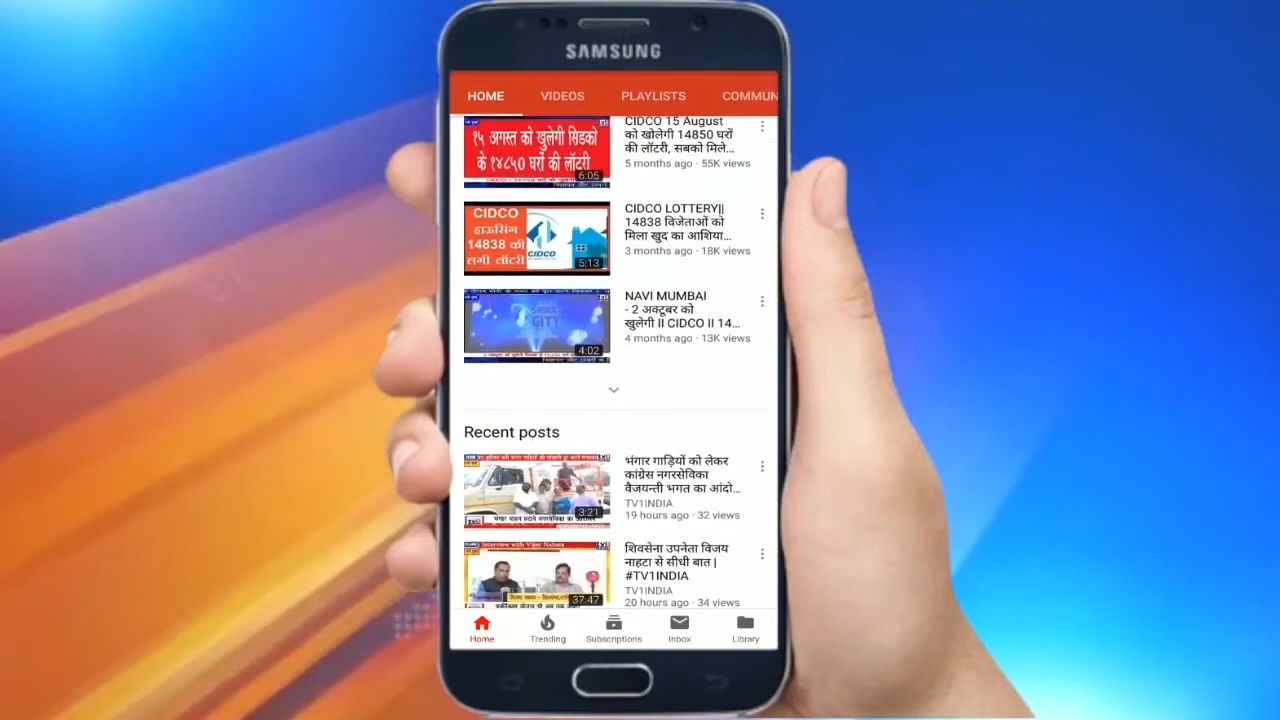 SAMSUNG
HOME VIDEOS PLAYLISTS COMMUN
१५ अगस्त को खुलेगी सिडको
के १४८५० घरों की लॉटरी
6:05
CIDCO 15 August
को खोलेगी 14850 घरों
की लॉटरी, सबको मिले...
5 months ago · 55K views
CIDCO
हाऊसिंग
14838 की
लगी लॉटरी
CIDCO
5:13
CIDCO LOTTERY||
14838 विजेताओं को
मिला खुद का आशिया...
3 months ago · 18K views
SMART
CITY
4:02
NAVI MUMBAI
- 2 अक्टूबर को
खुलेगी II CIDCO II 14...
4 months ago · 13K views
Recent posts
3:21
भंगार गाड़ियों को लेकर
कांग्रेस नगरसेविका
वैजयन्ती भगत का आंदो...
TV1INDIA
19 hours ago · 32 views
Interview with Vijay Nahata
37:47
शिवसेना उपनेता विजय
नाहटा से सीधी बात |
#TV1INDIA
TV1INDIA
20 hours ago · 34 views
Home Trending Subscriptions Inbox Library